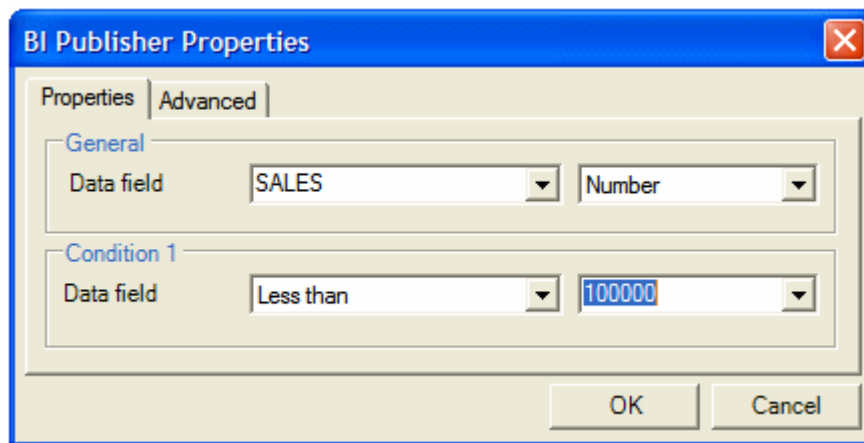 BI Publisher Properties
Properties Advanced
General
Data field SALES Number
Condition 1
Data field Less than 100000
OK Cancel